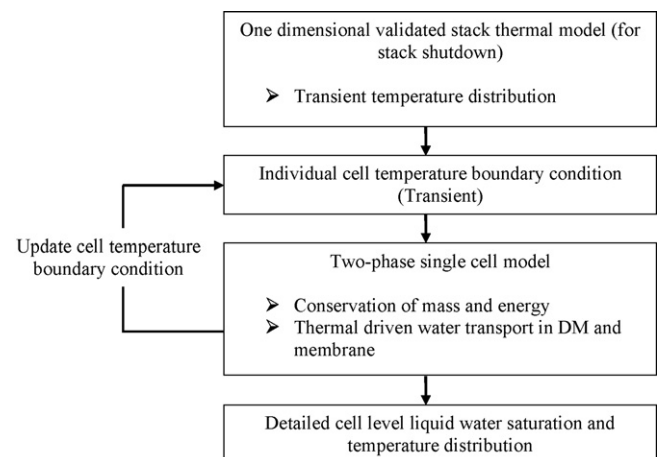 One dimensional validated stack thermal model (for
stack shutdown)
➢ Transient temperature distribution
Individual cell temperature boundary condition
(Transient)
Update cell temperature
boundary condition
Two-phase single cell model
➢ Conservation of mass and energy
➢ Thermal driven water transport in DM and
membrane
Detailed cell level liquid water saturation and
temperature distribution